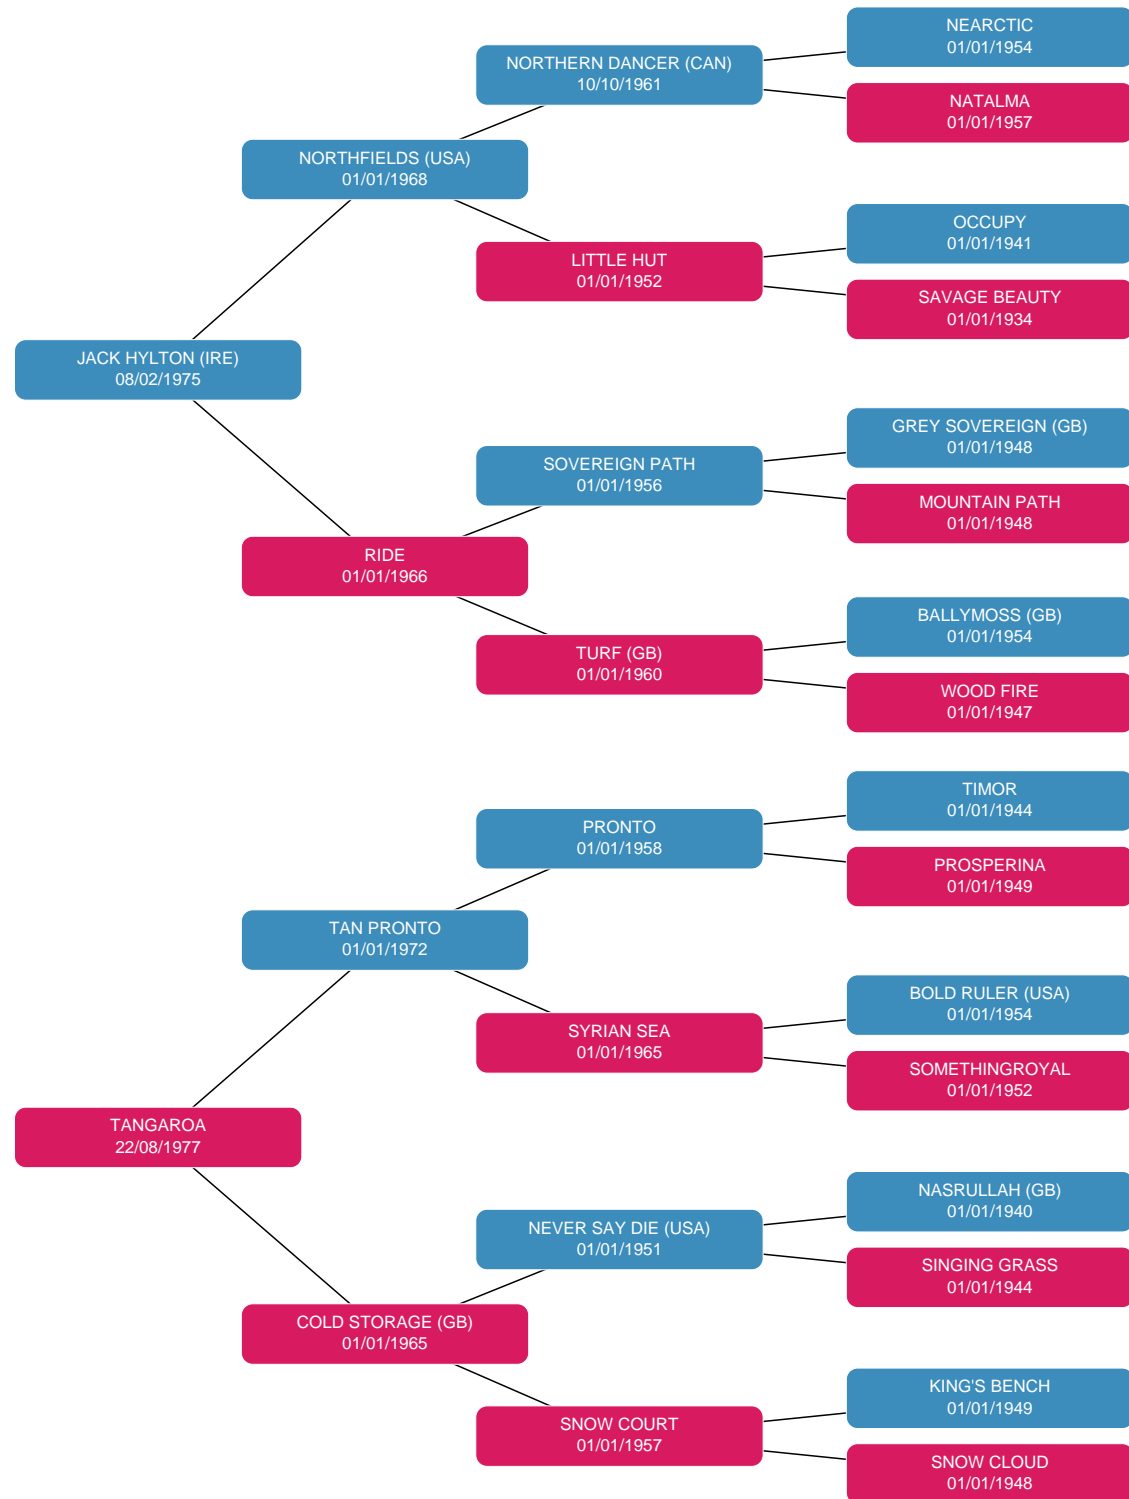 NEARCTIC
01/01/1954
NORTHERN DANCER (CAN)
10/10/1961
NATALMA
01/01/1957
NORTHFIELDS (USA)
01/01/1968
OCCUPY
01/01/1941
LITTLE HUT
01/01/1952
SAVAGE BEAUTY
01/01/1934
JACK HYLTON (IRE)
08/02/1975
GREY SOVEREIGN (GB)
01/01/1948
SOVEREIGN PATH
01/01/1956
MOUNTAIN PATH
01/01/1948
RIDE
01/01/1966
BALLYMOSS (GB)
01/01/1954
TURF (GB)
01/01/1960
WOOD FIRE
01/01/1947
TIMOR
01/01/1944
PRONTO
01/01/1958
PROSPERINA
01/01/1949
TAN PRONTO
01/01/1972
BOLD RULER (USA)
01/01/1954
SYRIAN SEA
01/01/1965
SOMETHINGROYAL
01/01/1952
TANGAROA
22/08/1977
NASRULLAH (GB)
01/01/1940
NEVER SAY DIE (USA)
01/01/1951
SINGING GRASS
01/01/1944
COLD STORAGE (GB)
01/01/1965
KING'S BENCH
01/01/1949
SNOW COURT
01/01/1957
SNOW CLOUD
01/01/1948